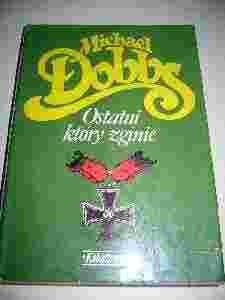 Michael
Dobbs
Ostatni
który zginie